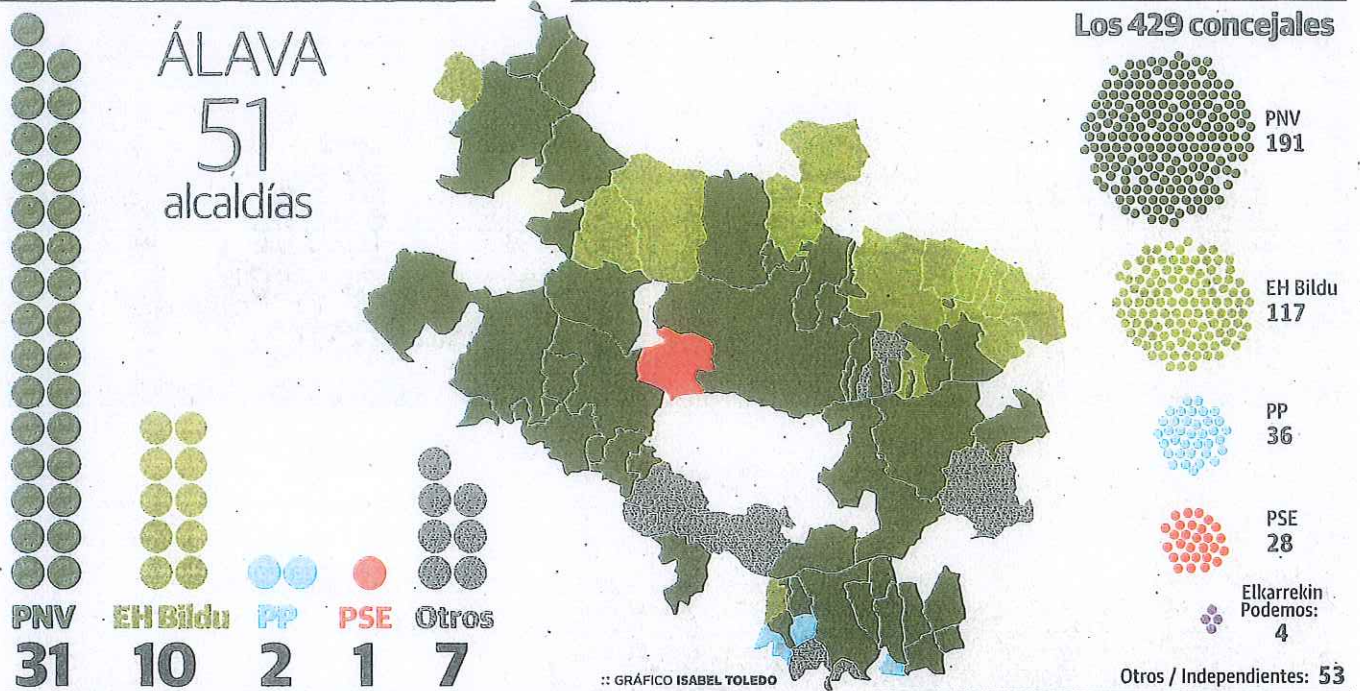 ÁLAVA
51
alcaldías
PNV
31
EH Bildu
10
PP
2
PSE
1
Otros
7
:: GRÁFICO ISABEL TOLEDO
Los 429 concejales
PNV
191
EH Bildu
117
PP
36
PSE
28
Elkarrekin
Podemos:
4
Otros / Independientes: 53